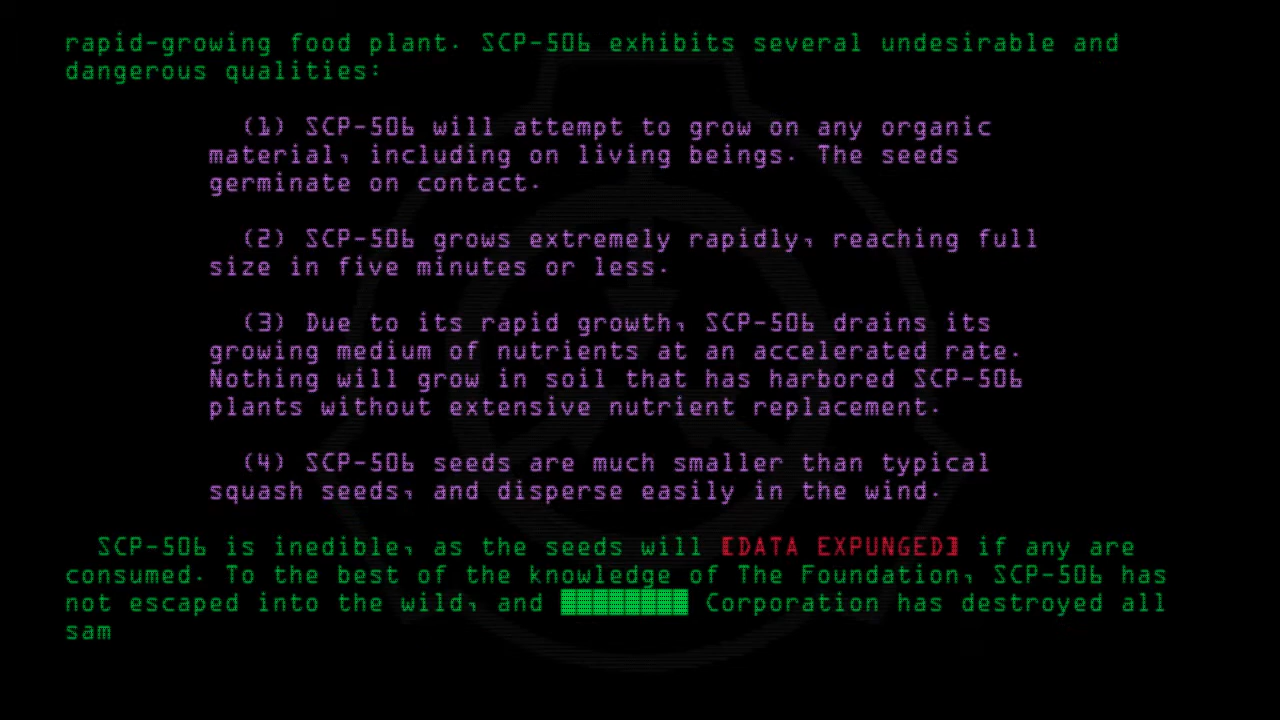 rapid-growing food plant. SCP-506 exhibits several undesirable and
dangerous qualities:
(1) SCP-506 will attempt to grow on any organic
material, including on living beings. The seeds
germinate on contact.
(2) SCP-506 grows extremely rapidly, reaching full
size in five minutes or less.
(3) Due to its rapid growth, SCP-506 drains its
growing medium of nutrients at an accelerated rate.
Nothing will grow in soil that has harbored SCP-506
plants without extensive nutrient replacement.
(4) SCP-506 seeds are much smaller than typical
squash seeds, and disperse easily in the wind.
SCP-506 is inedible, as the seeds will [DATA EXPUNGED] if any are
consumed. To the best of the knowledge of The Foundation, SCP-506 has
not escaped into the wild, and ████████ Corporation has destroyed all
sam